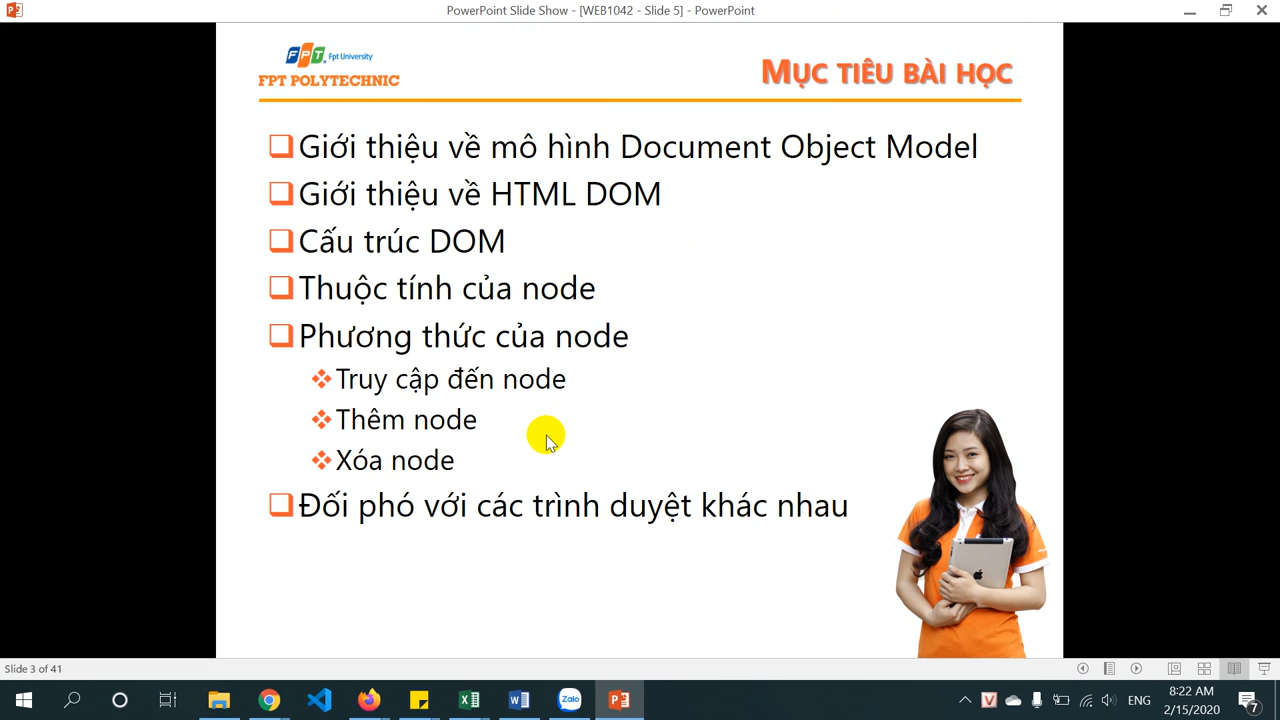 PowerPoint Slide Show - [WEB1042 - Slide 5] - PowerPoint
FPT. Fpt University
FPT POLYTECHNIC
MỤC TIÊU BÀI HỌC
Giới thiệu về mô hình Document Object Model
Giới thiệu về HTML DOM
Cấu trúc DOM
Thuộc tính của node
Phương thức của node
Truy cập đến node
Thêm node
Xóa node
Đối phó với các trình duyệt khác nhau
Slide 3 of 41
Zalo
ENG
8:22 AM
2/15/2020
7